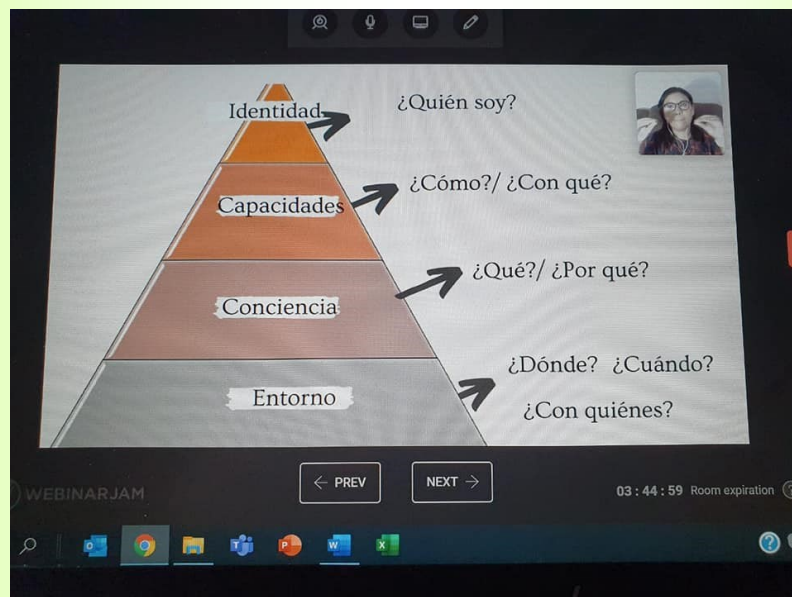 Identidad ¿Quién soy?
Capacidades ¿Cómo?/ ¿Con qué?
Conciencia ¿Qué?/ ¿Por qué?
Entorno ¿Dónde? ¿Cuándo?
¿Con quiénes?
← PREV NEXT →
WEBINARJAM 03 : 44 : 59 Room expiration